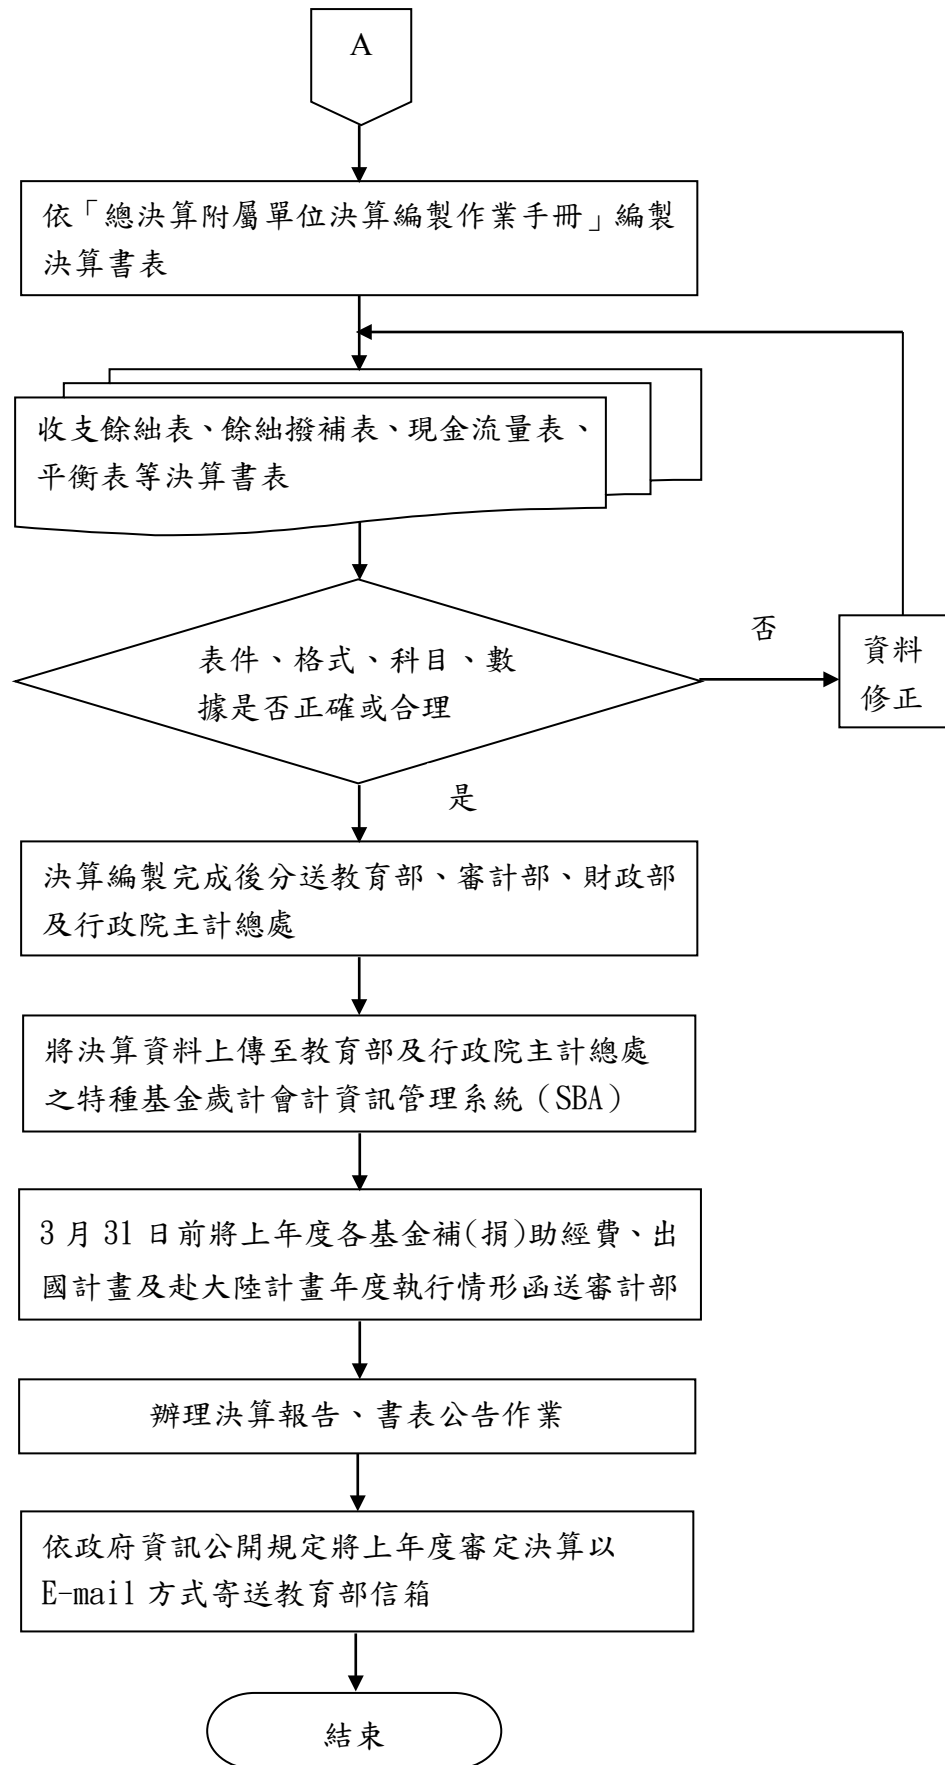 A
依「總決算附屬單位決算編製作業手冊」編製
決算書表
收支餘絀表、餘絀撥補表、現金流量表、
平衡表等決算書表
表件、格式、科目、數
據是否正確或合理
否
資料
修正
是
決算編製完成後分送教育部、審計部、財政部
及行政院主計總處
將決算資料上傳至教育部及行政院主計總處
之特種基金歲計會計資訊管理系統（SBA）
3 月 31 日前將上年度各基金補(捐)助經費、出
國計畫及赴大陸計畫年度執行情形函送審計部
辦理決算報告、書表公告作業
依政府資訊公開規定將上年度審定決算以
E-mail 方式寄送教育部信箱
結束